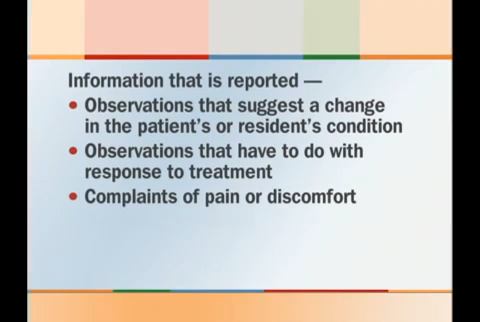 Information that is reported —
• Observations that suggest a change
in the patient's or resident's condition
• Observations that have to do with
response to treatment
• Complaints of pain or discomfort